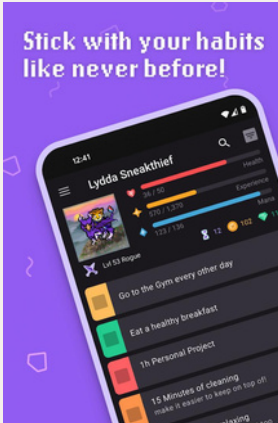 Stick with your habits
like never before!
12:41
Lydda Sneakthief
36 / 50
Health
570 / 1,370
Experience
123 / 136
Mana
Lvl 53 Rogue
12
102
Go to the Gym every other day
Eat a healthy breakfast
1h Personal Project
15 Minutes of cleaning
make it easier to keep on top of!